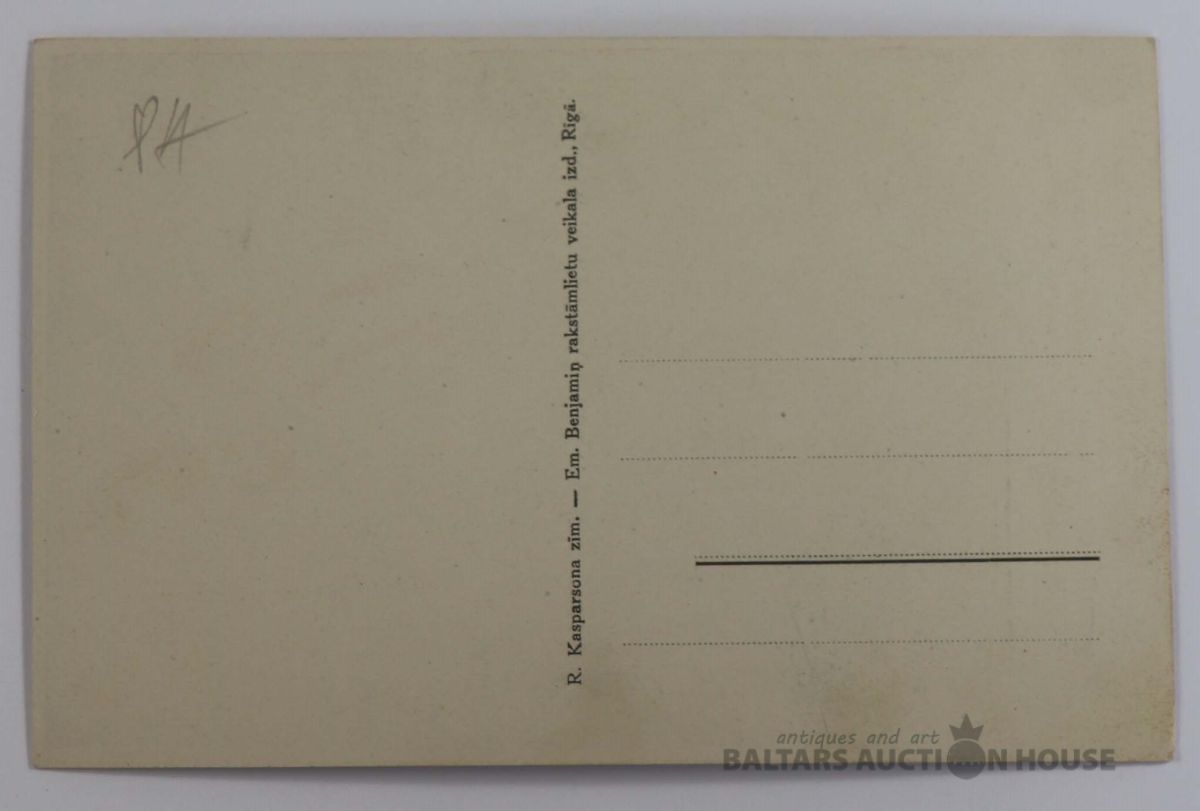 R. Kasparsona zīm. — Em. Benjamiņ rakstāmlietu veikala izd., Rīgā.
antiques and art
BALTARS AUCTION HOUSE